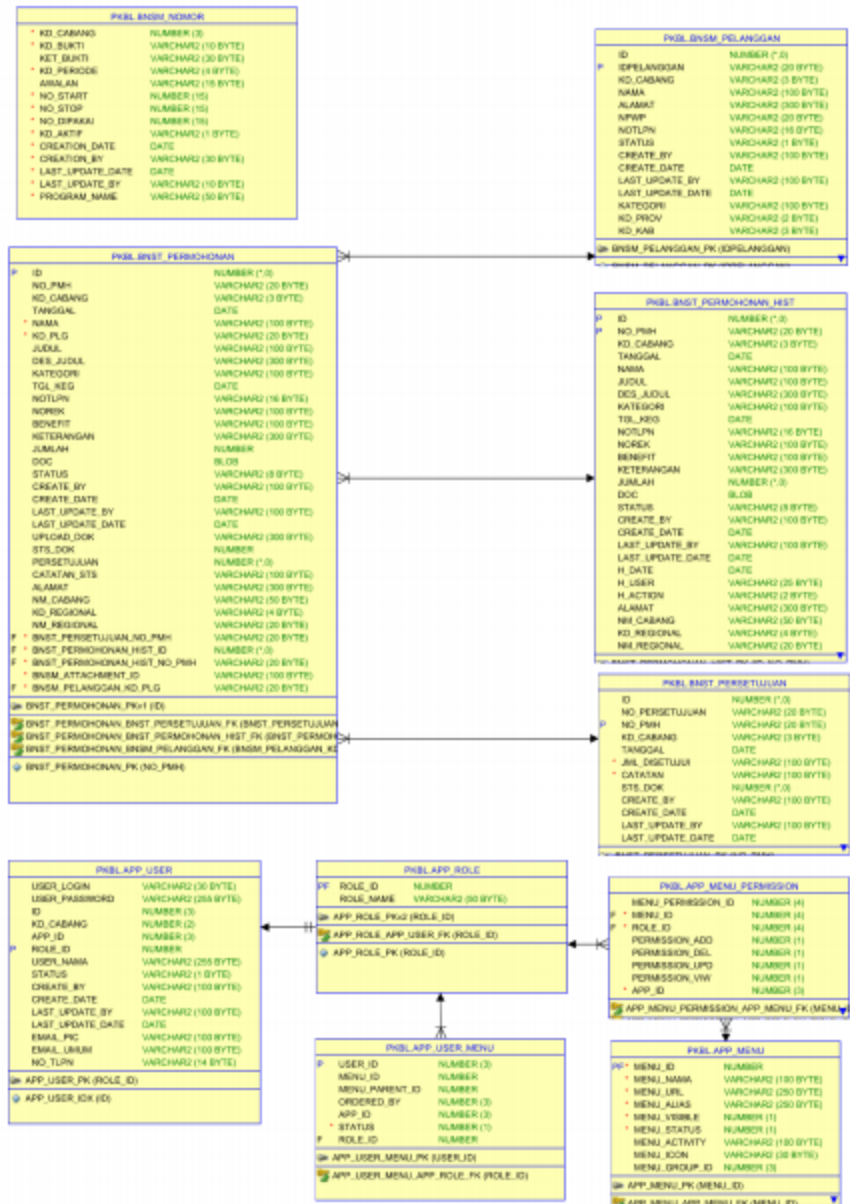 PKBL.BNSM_NOMOR
* KD_CABANG NUMBER (3)
* KD_BUKTI VARCHAR2 (10 BYTE)
KET_BUKTI VARCHAR2 (30 BYTE)
* KD_PERIODE VARCHAR2 (4 BYTE)
AWALAN VARCHAR2 (15 BYTE)
* NO_START NUMBER (15)
* NO_STOP NUMBER (15)
* NO_DIPAKAI NUMBER (15)
* KD_AKTIF VARCHAR2 (1 BYTE)
* CREATION_DATE DATE
* CREATION_BY VARCHAR2 (30 BYTE)
* LAST_UPDATE_DATE DATE
* LAST_UPDATE_BY VARCHAR2 (10 BYTE)
* PROGRAM_NAME VARCHAR2 (50 BYTE)
PKBL.BNSM_PELANGGAN
ID NUMBER (*,0)
P IDPELANGGAN VARCHAR2 (20 BYTE)
KD_CABANG VARCHAR2 (3 BYTE)
NAMA VARCHAR2 (100 BYTE)
ALAMAT VARCHAR2 (300 BYTE)
NPWP VARCHAR2 (20 BYTE)
NOTLPN VARCHAR2 (16 BYTE)
STATUS VARCHAR2 (1 BYTE)
CREATE_BY VARCHAR2 (100 BYTE)
CREATE_DATE DATE
LAST_UPDATE_BY VARCHAR2 (100 BYTE)
LAST_UPDATE_DATE DATE
KATEGORI VARCHAR2 (100 BYTE)
KD_PROV VARCHAR2 (2 BYTE)
KD_KAB VARCHAR2 (3 BYTE)
BNSM_PELANGGAN_PK (IDPELANGGAN)
PKBL.BNST_PERMOHONAN
P ID NUMBER (*,0)
NO_PMH VARCHAR2 (20 BYTE)
KD_CABANG VARCHAR2 (3 BYTE)
TANGGAL DATE
* NAMA VARCHAR2 (100 BYTE)
* KD_PLG VARCHAR2 (20 BYTE)
JUDUL VARCHAR2 (100 BYTE)
DES_JUDUL VARCHAR2 (300 BYTE)
KATEGORI VARCHAR2 (100 BYTE)
TGL_KEG DATE
NOTLPN VARCHAR2 (16 BYTE)
NOREK VARCHAR2 (100 BYTE)
BENEFIT VARCHAR2 (100 BYTE)
KETERANGAN VARCHAR2 (300 BYTE)
JUMLAH NUMBER
DOC BLOB
STATUS VARCHAR2 (8 BYTE)
CREATE_BY VARCHAR2 (100 BYTE)
CREATE_DATE DATE
LAST_UPDATE_BY VARCHAR2 (100 BYTE)
LAST_UPDATE_DATE DATE
UPLOAD_DOK VARCHAR2 (300 BYTE)
STS_DOK NUMBER
PERSETUJUAN NUMBER (*,0)
CATATAN_STS VARCHAR2 (100 BYTE)
ALAMAT VARCHAR2 (300 BYTE)
NM_CABANG VARCHAR2 (50 BYTE)
KD_REGIONAL VARCHAR2 (4 BYTE)
NM_REGIONAL VARCHAR2 (20 BYTE)
F * BNST_PERSETUJUAN_NO_PMH VARCHAR2 (20 BYTE)
F * BNST_PERMOHONAN_HIST_ID NUMBER (*,0)
F * BNST_PERMOHONAN_HIST_NO_PMH VARCHAR2 (20 BYTE)
* BNSM_ATTACHMENT_ID VARCHAR2 (100 BYTE)
F * BNSM_PELANGGAN_KD_PLG VARCHAR2 (20 BYTE)
BNST_PERMOHONAN_PKv1 (ID)
BNST_PERMOHONAN_BNST_PERSETUJUAN_FK (BNST_PERSETUJUAN
BNST_PERMOHONAN_BNST_PERMOHONAN_HIST_FK (BNST_PERMOH
BNST_PERMOHONAN_BNSM_PELANGGAN_FK (BNSM_PELANGGAN_KD
BNST_PERMOHONAN_PK (NO_PMH)
PKBL.BNST_PERMOHONAN_HIST
P ID NUMBER (*,0)
P NO_PMH VARCHAR2 (20 BYTE)
KD_CABANG VARCHAR2 (3 BYTE)
TANGGAL DATE
NAMA VARCHAR2 (100 BYTE)
JUDUL VARCHAR2 (100 BYTE)
DES_JUDUL VARCHAR2 (300 BYTE)
KATEGORI VARCHAR2 (100 BYTE)
TGL_KEG DATE
NOTLPN VARCHAR2 (16 BYTE)
NOREK VARCHAR2 (100 BYTE)
BENEFIT VARCHAR2 (100 BYTE)
KETERANGAN VARCHAR2 (300 BYTE)
JUMLAH NUMBER (*,0)
DOC BLOB
STATUS VARCHAR2 (8 BYTE)
CREATE_BY VARCHAR2 (100 BYTE)
CREATE_DATE DATE
LAST_UPDATE_BY VARCHAR2 (100 BYTE)
LAST_UPDATE_DATE DATE
H_DATE DATE
H_USER VARCHAR2 (25 BYTE)
H_ACTION VARCHAR2 (2 BYTE)
ALAMAT VARCHAR2 (300 BYTE)
NM_CABANG VARCHAR2 (50 BYTE)
KD_REGIONAL VARCHAR2 (4 BYTE)
NM_REGIONAL VARCHAR2 (20 BYTE)
PKBL.BNST_PERSETUJUAN
ID NUMBER (*,0)
NO_PERSETUJUAN VARCHAR2 (20 BYTE)
P NO_PMH VARCHAR2 (20 BYTE)
KD_CABANG VARCHAR2 (3 BYTE)
TANGGAL DATE
* JML_DISETUJUI VARCHAR2 (100 BYTE)
* CATATAN VARCHAR2 (100 BYTE)
STS_DOK NUMBER (*,0)
CREATE_BY VARCHAR2 (100 BYTE)
CREATE_DATE DATE
LAST_UPDATE_BY VARCHAR2 (100 BYTE)
LAST_UPDATE_DATE DATE
PKBL.APP_USER
USER_LOGIN VARCHAR2 (30 BYTE)
USER_PASSWORD VARCHAR2 (255 BYTE)
ID NUMBER (3)
KD_CABANG NUMBER (2)
APP_ID NUMBER (3)
P ROLE_ID NUMBER
USER_NAMA VARCHAR2 (255 BYTE)
STATUS VARCHAR2 (1 BYTE)
CREATE_BY VARCHAR2 (100 BYTE)
CREATE_DATE DATE
LAST_UPDATE_BY VARCHAR2 (100 BYTE)
LAST_UPDATE_DATE DATE
EMAIL_PIC VARCHAR2 (100 BYTE)
EMAIL_UMUM VARCHAR2 (100 BYTE)
NO_TLPN VARCHAR2 (14 BYTE)
APP_USER_PK (ROLE_ID)
APP_USER_IDX (ID)
PKBL.APP_ROLE
PF ROLE_ID NUMBER
ROLE_NAME VARCHAR2 (50 BYTE)
APP_ROLE_PKv2 (ROLE_ID)
APP_ROLE_APP_USER_FK (ROLE_ID)
APP_ROLE_PK (ROLE_ID)
PKBL.APP_USER_MENU
P USER_ID NUMBER (3)
MENU_ID NUMBER
MENU_PARENT_ID NUMBER
ORDERED_BY NUMBER (3)
APP_ID NUMBER (3)
* STATUS NUMBER (1)
F ROLE_ID NUMBER
APP_USER_MENU_PK (USER_ID)
APP_USER_MENU_APP_ROLE_FK (ROLE_ID)
PKBL.APP_MENU_PERMISSION
MENU_PERMISSION_ID NUMBER (4)
F * MENU_ID NUMBER (4)
F * ROLE_ID NUMBER (4)
PERMISSION_ADD NUMBER (1)
PERMISSION_DEL NUMBER (1)
PERMISSION_UPD NUMBER (1)
PERMISSION_VIW NUMBER (1)
* APP_ID NUMBER (3)
APP_MENU_PERMISSION_APP_MENU_FK (MENU_
PKBL.APP_MENU
PF * MENU_ID NUMBER
* MENU_NAMA VARCHAR2 (100 BYTE)
* MENU_URL VARCHAR2 (250 BYTE)
* MENU_ALIAS VARCHAR2 (250 BYTE)
* MENU_VISIBLE NUMBER (1)
* MENU_STATUS NUMBER (1)
MENU_ACTIVITY VARCHAR2 (100 BYTE)
MENU_ICON VARCHAR2 (30 BYTE)
MENU_GROUP_ID NUMBER (3)
APP_MENU_PK (MENU_ID)